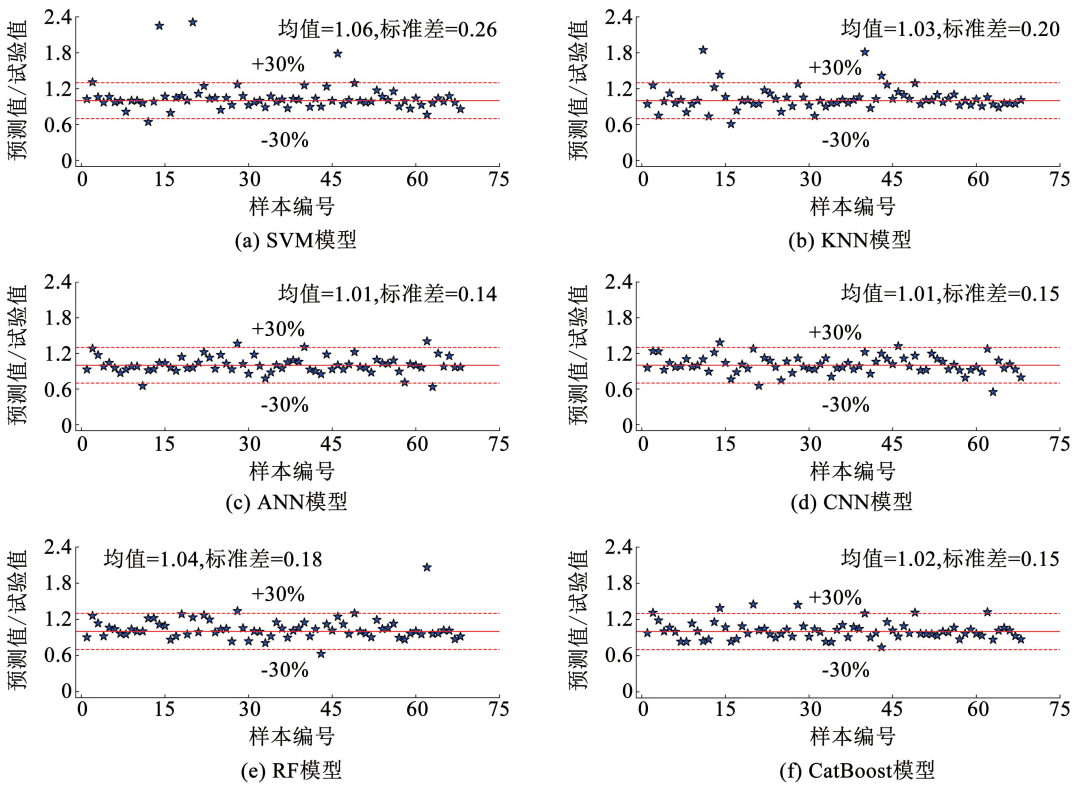 预测值/试验值
2.4
1.8
1.2
0.6
0
均值=1.06,标准差=0.26
+30%
-30%
0 15 30 45 60 75
样本编号
(a) SVM模型
预测值/试验值
2.4
1.8
1.2
0.6
0
均值=1.03,标准差=0.20
+30%
-30%
0 15 30 45 60 75
样本编号
(b) KNN模型
预测值/试验值
2.4
1.8
1.2
0.6
0
均值=1.01,标准差=0.14
+30%
-30%
0 15 30 45 60 75
样本编号
(c) ANN模型
预测值/试验值
2.4
1.8
1.2
0.6
0
均值=1.01,标准差=0.15
+30%
-30%
0 15 30 45 60 75
样本编号
(d) CNN模型
预测值/试验值
2.4
1.8
1.2
0.6
0
均值=1.04,标准差=0.18
+30%
-30%
0 15 30 45 60 75
样本编号
(e) RF模型
预测值/试验值
2.4
1.8
1.2
0.6
0
均值=1.02,标准差=0.15
+30%
-30%
0 15 30 45 60 75
样本编号
(f) CatBoost模型